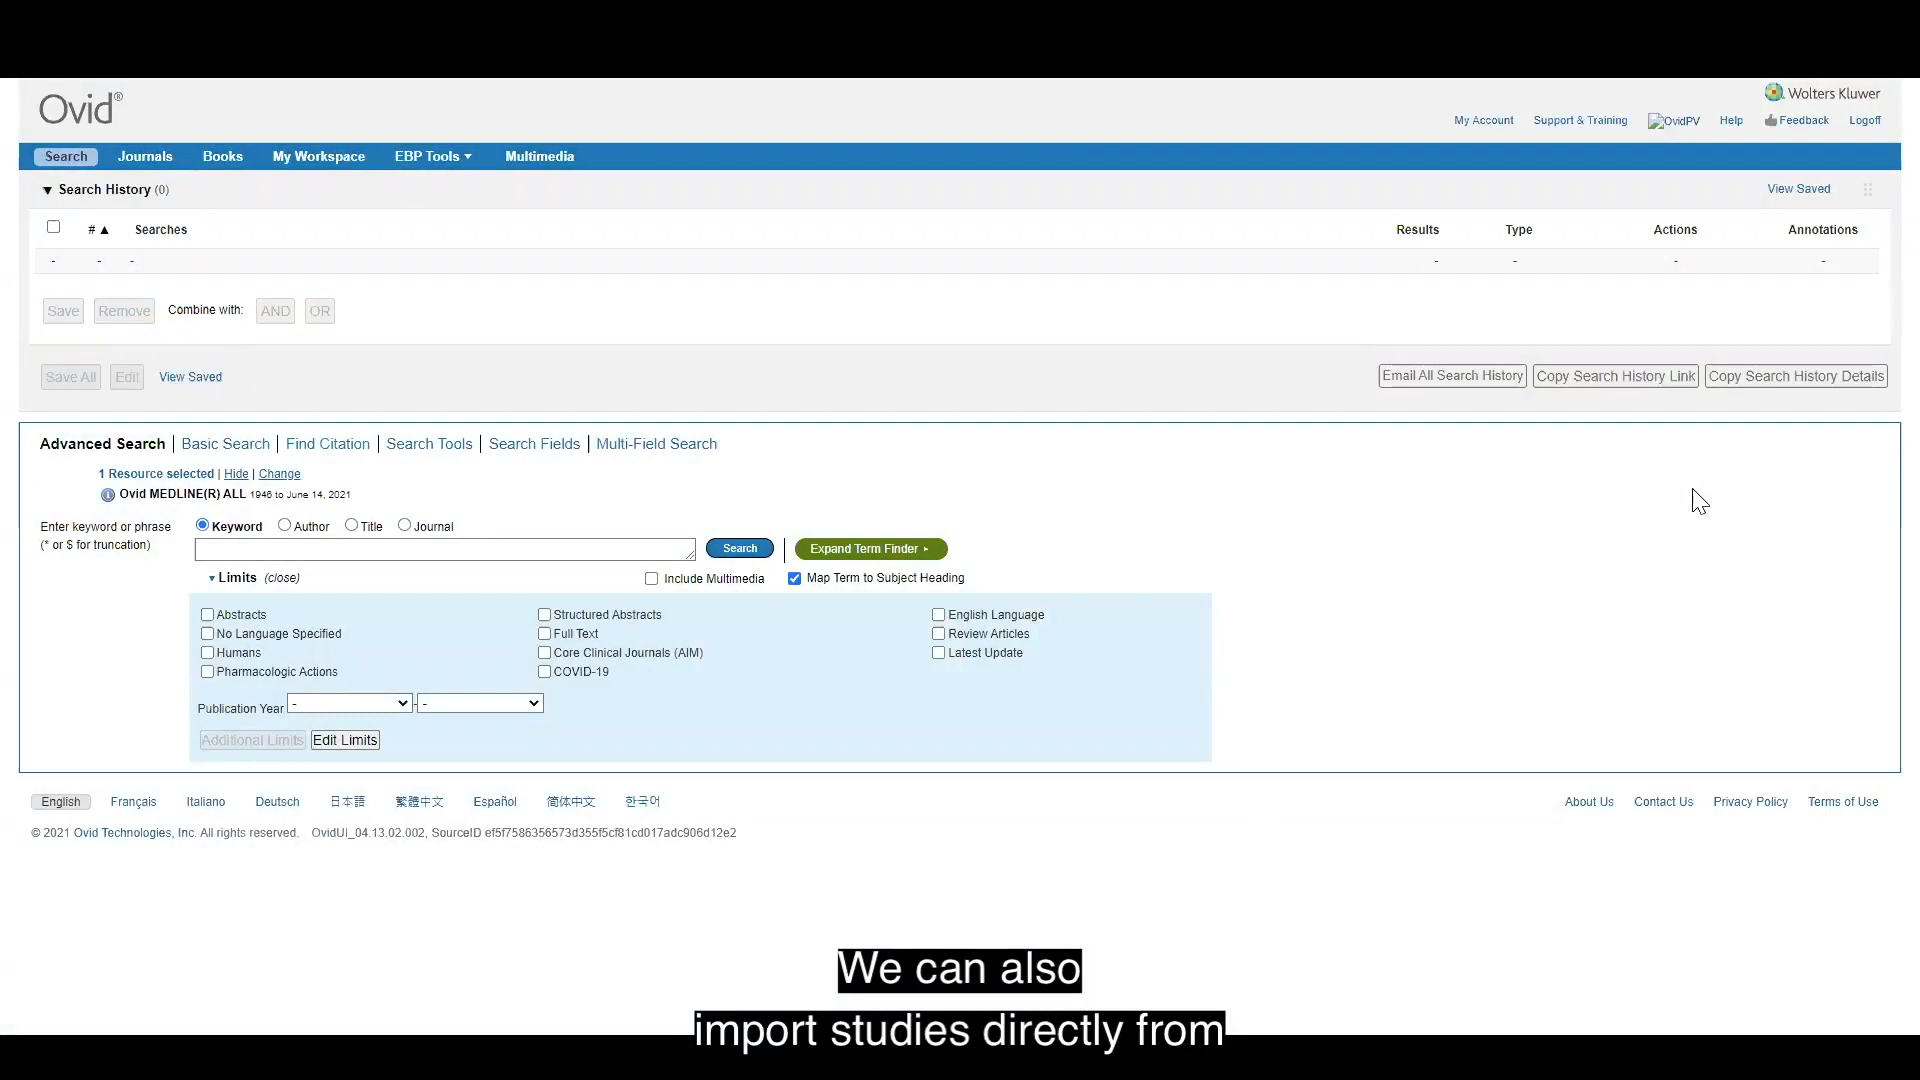 Ovid®
Wolters Kluwer
My Account Support & Training OvidPV Help Feedback Logoff
Search Journals Books My Workspace EBP Tools Multimedia
Search History (0) View Saved
# ▲ Searches Results Type Actions Annotations
- - - - - - -
Save Remove Combine with: AND OR
Save All Edit View Saved Email All Search History Copy Search History Link Copy Search History Details
Advanced Search | Basic Search | Find Citation | Search Tools | Search Fields | Multi-Field Search
1 Resource selected | Hide | Change
Ovid MEDLINE(R) ALL 1946 to June 14, 2021
Enter keyword or phrase
(* or $ for truncation)
Keyword Author Title Journal
Search Expand Term Finder
Limits (close) Include Multimedia Map Term to Subject Heading
Abstracts Structured Abstracts English Language
No Language Specified Full Text Review Articles
Humans Core Clinical Journals (AIM) Latest Update
Pharmacologic Actions COVID-19
Publication Year - - -
Additional Limits Edit Limits
English Français Italiano Deutsch 日本語 繁體中文 Español 简体中文 한국어 About Us Contact Us Privacy Policy Terms of Use
© 2021 Ovid Technologies, Inc. All rights reserved. OvidUI_04.13.02.002, SourceID ef5f7586356573d355f5cf81cd017adc906d12e2
We can also
import studies directly from